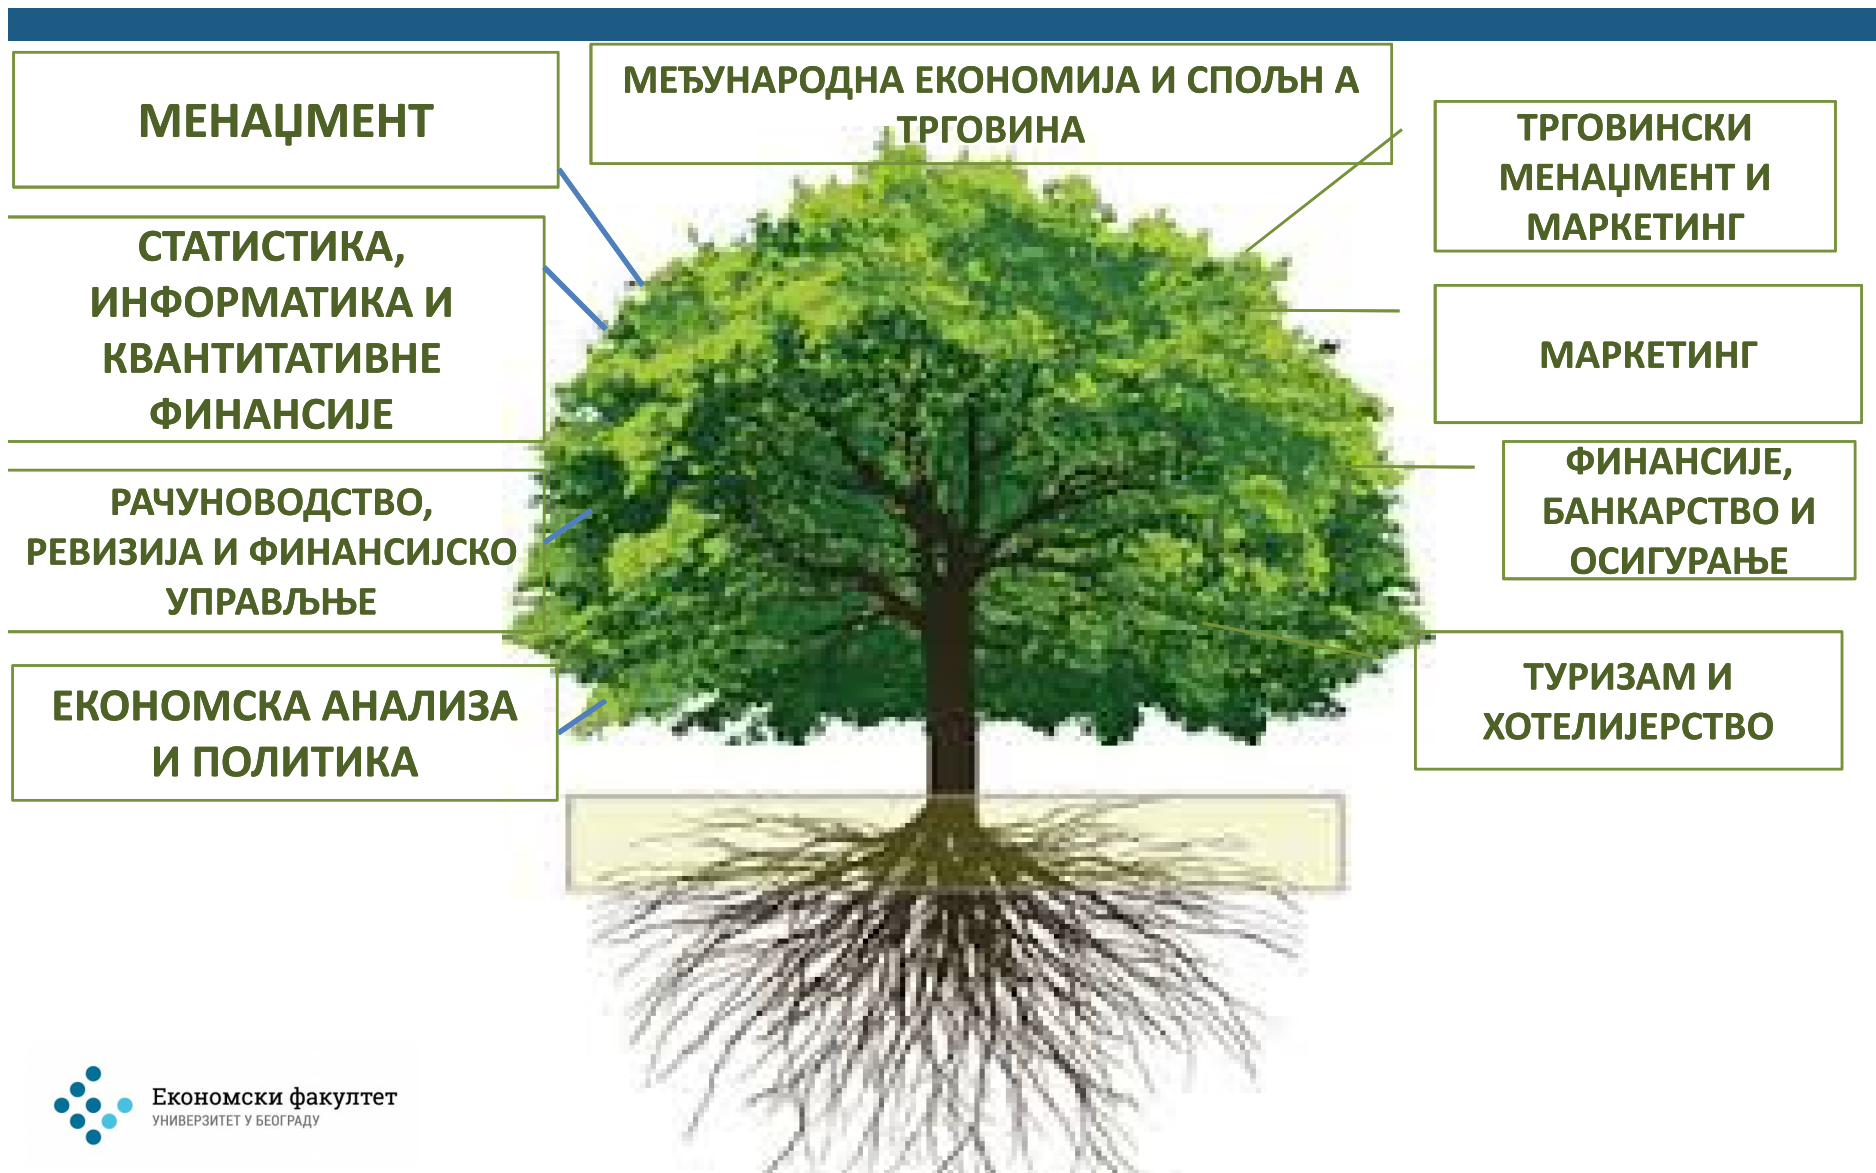 МЕНАЏМЕНТ
МЕЂУНАРОДНА ЕКОНОМИЈА И СПОЉН А
ТРГОВИНА
ТРГОВИНСКИ
МЕНАЏМЕНТ И
МАРКЕТИНГ
СТАТИСТИКА,
ИНФОРМАТИКА И
КВАНТИТАТИВНЕ
ФИНАНСИЈЕ
МАРКЕТИНГ
РАЧУНОВОДСТВО,
РЕВИЗИЈА И ФИНАНСИЈСКО
УПРАВЉЊЕ
ФИНАНСИЈЕ,
БАНКАРСТВО И
ОСИГУРАЊЕ
ЕКОНОМСКА АНАЛИЗА
И ПОЛИТИКА
ТУРИЗАМ И
ХОТЕЛИЈЕРСТВО
Економски факултет
УНИВЕРЗИТЕТ У БЕОГРАДУ